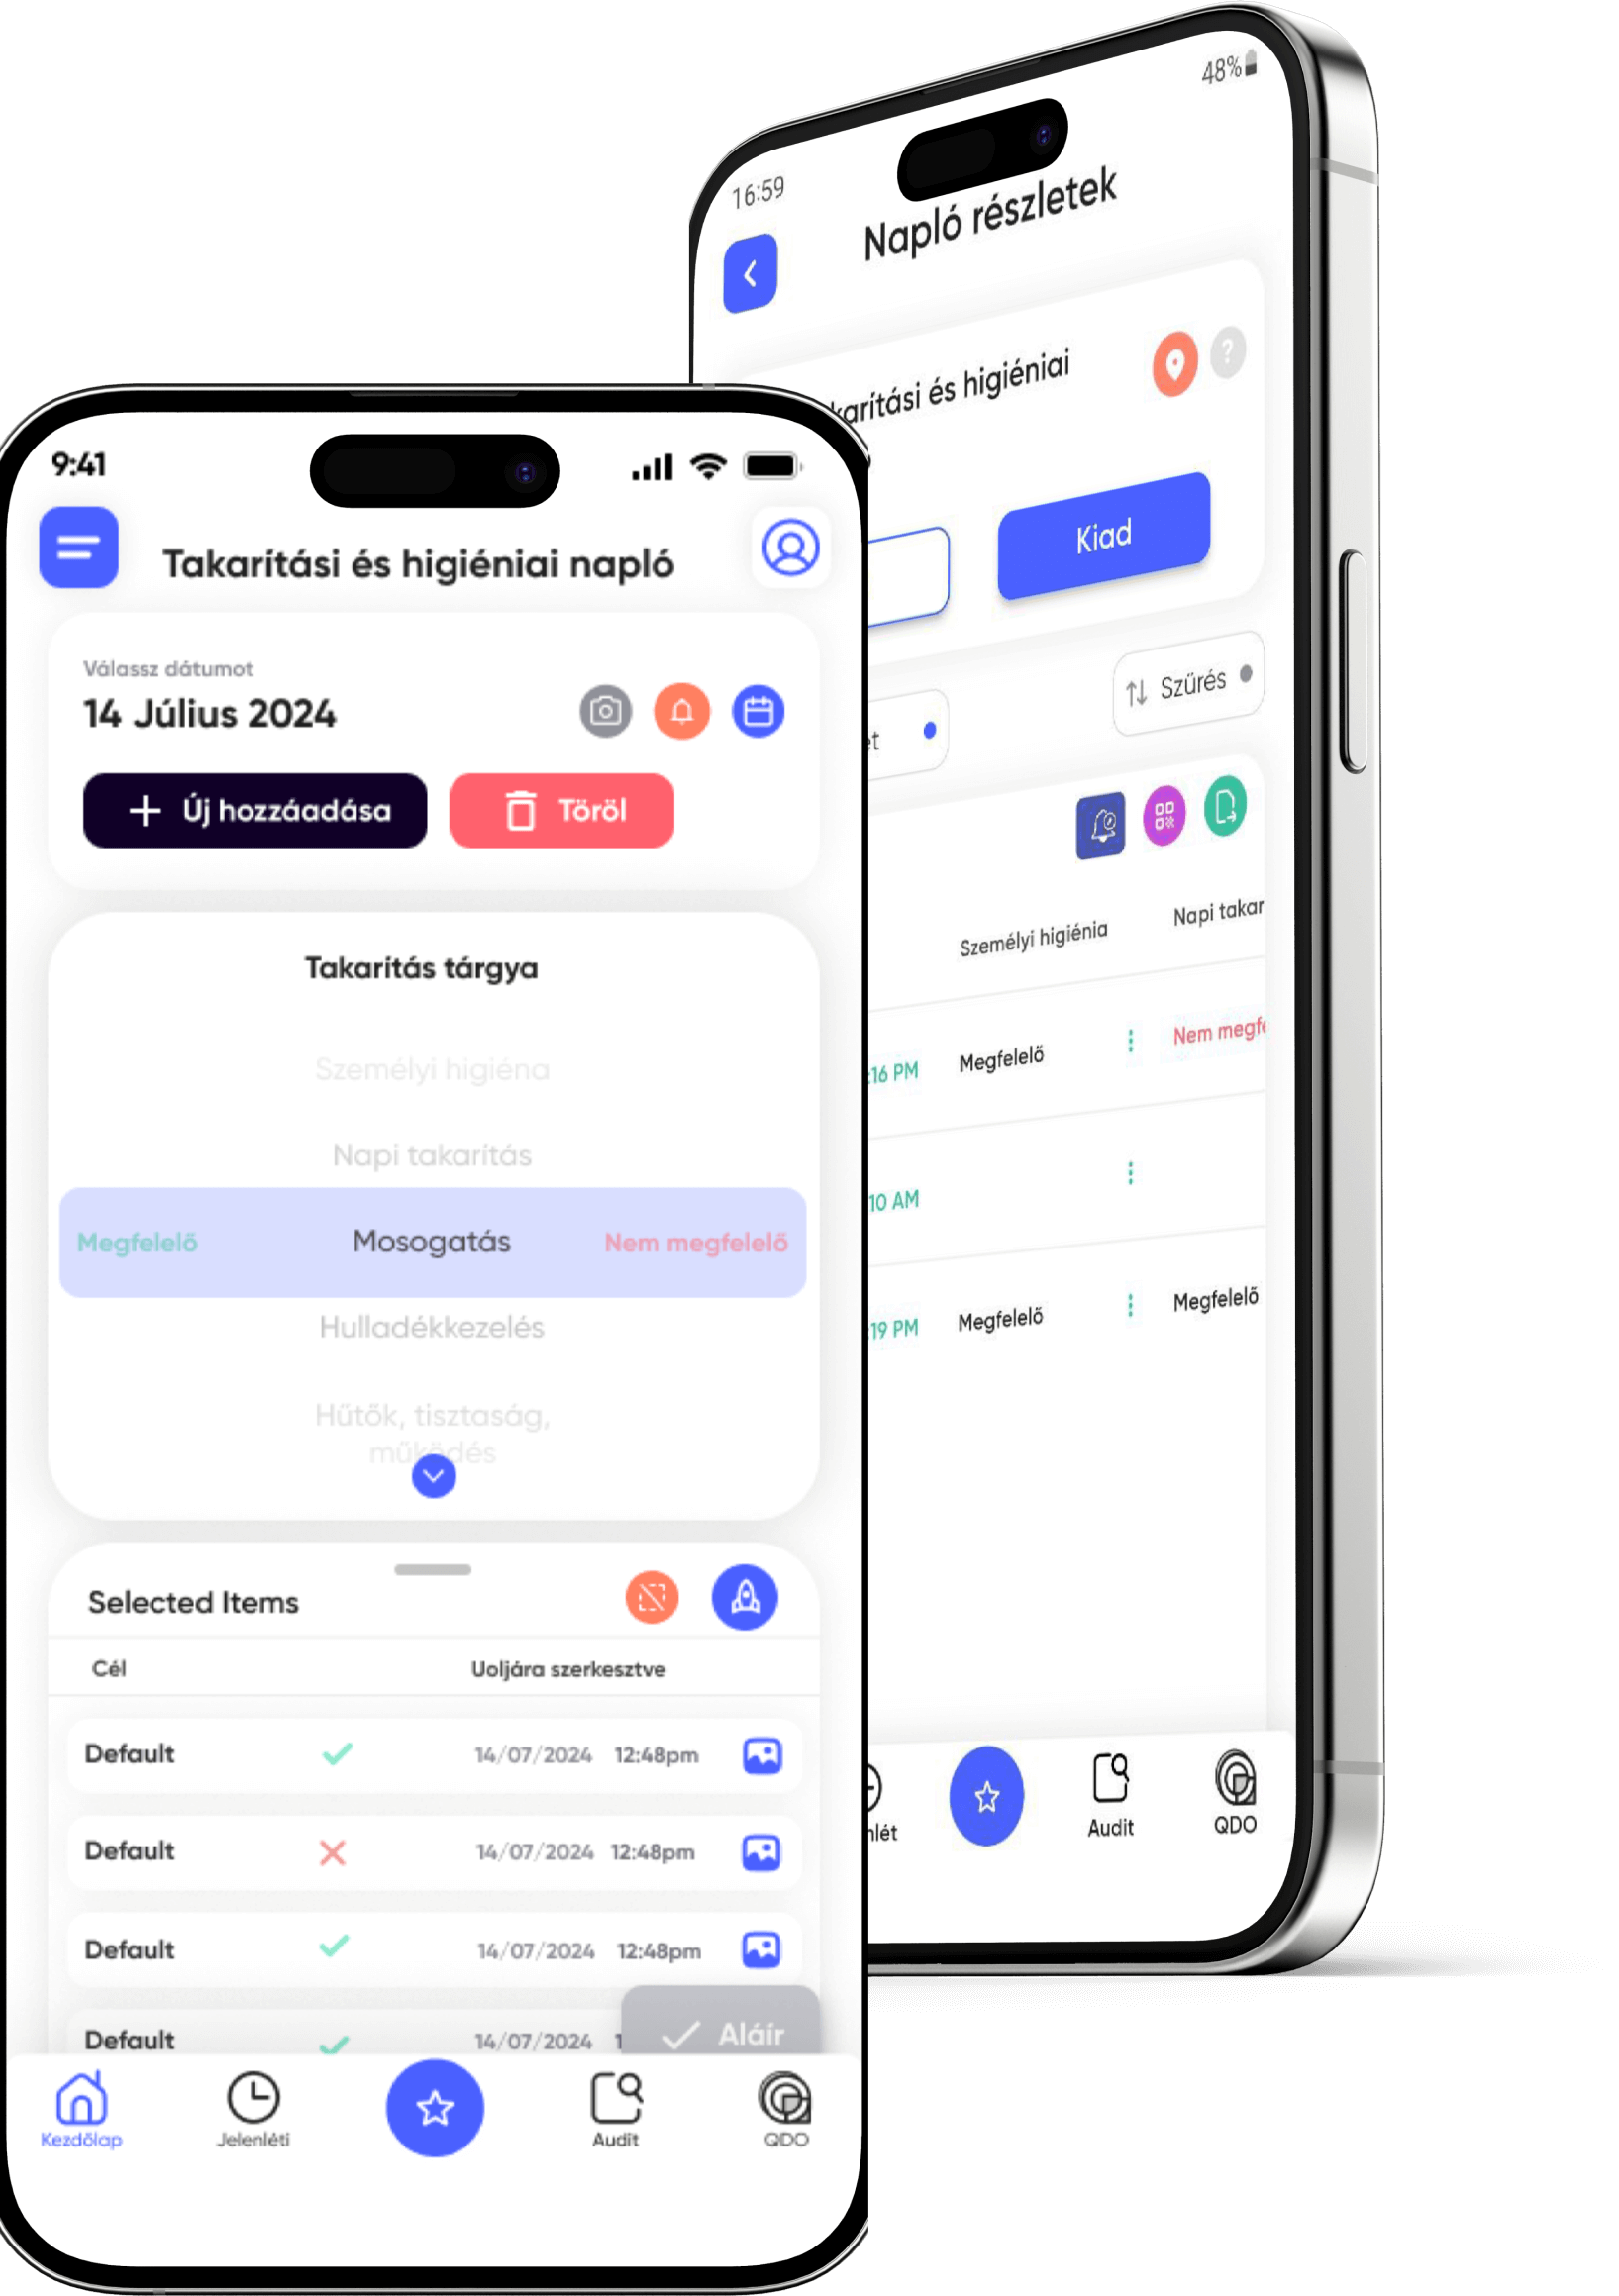 9:41
Takarítási és higiéniai napló
Válassz dátumot
14 Július 2024
Új hozzáadása
Töröl
Takarítás tárgya
Személyi higiéna
Napi takarítás
Megfelelő Mosogatás Nem megfelelő
Hulladékkezelés
Hűtők, tisztaság,
működés
Selected Items
Cél Uoljára szerkesztve
Default 14/07/2024 12:48pm
Default 14/07/2024 12:48pm
Default 14/07/2024 12:48pm
Default 14/07/2024 1
Aláír
Kezdőlap Jelenléti Audit QDO
16:59 48%
Napló részletek
karítási és higiéniai
?
Kiad
et
Szűrés
Személyi higiénia Napi takar
:16 PM Megfelelő Nem megfe
10 AM
:19 PM Megfelelő Megfelelő
nlét Audit QDO